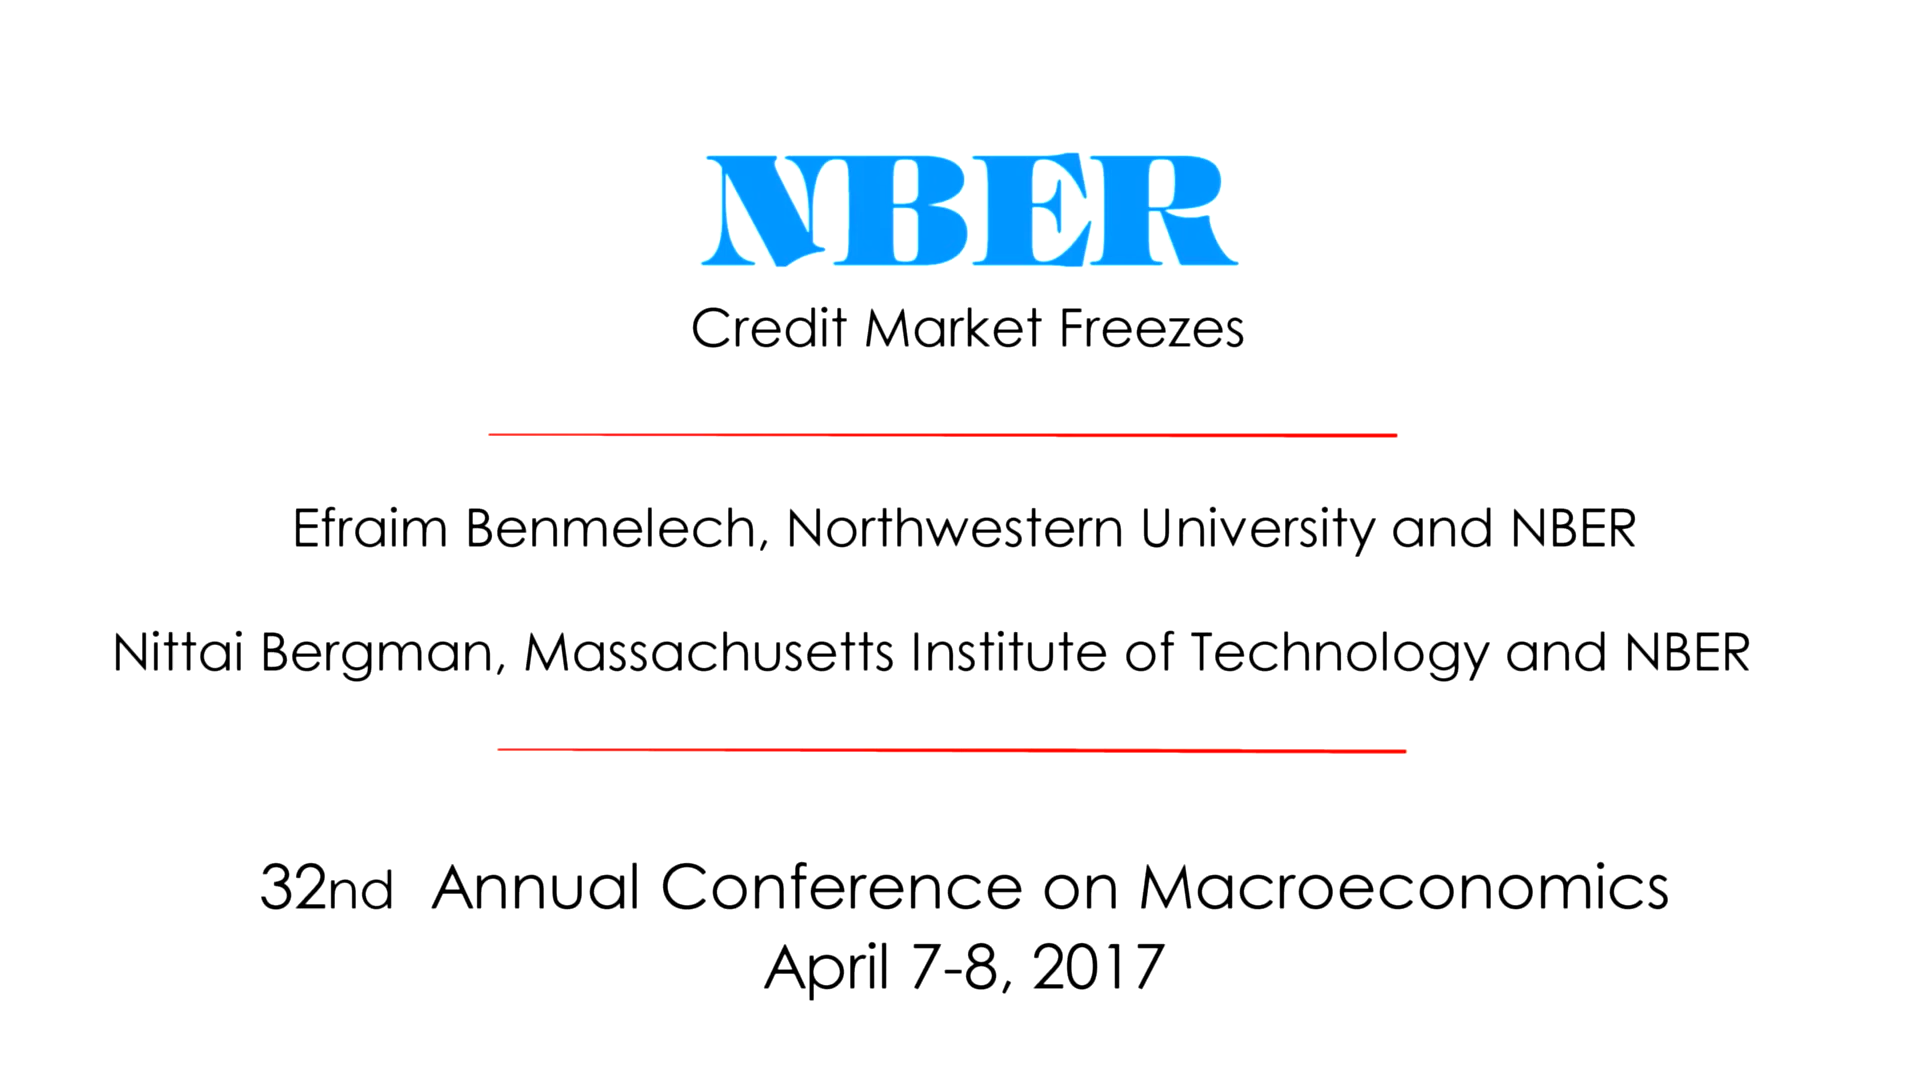 NBER
Credit Market Freezes
Efraim Benmelech, Northwestern University and NBER
Nittai Bergman, Massachusetts Institute of Technology and NBER
32nd Annual Conference on Macroeconomics
April 7-8, 2017